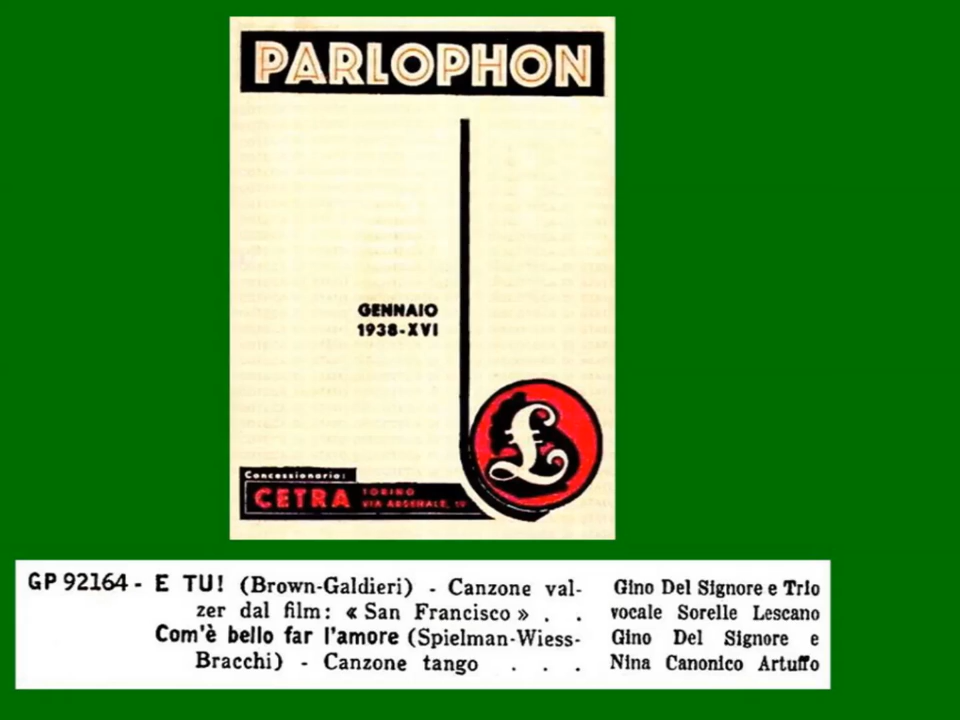 PARLOPHON
GENNAIO
1938-XVI
£
Concessionaria:
CETRA TORINO
VIA ARSENALE, 19
GP 92164 - E TU! (Brown-Galdieri) - Canzone val- Gino Del Signore e Trio
zer dal film: « San Francisco » . . vocale Sorelle Lescano
Com'è bello far l'amore (Spielman-Wiess- Gino Del Signore e
Bracchi) - Canzone tango . . . Nina Canonico Artuffo